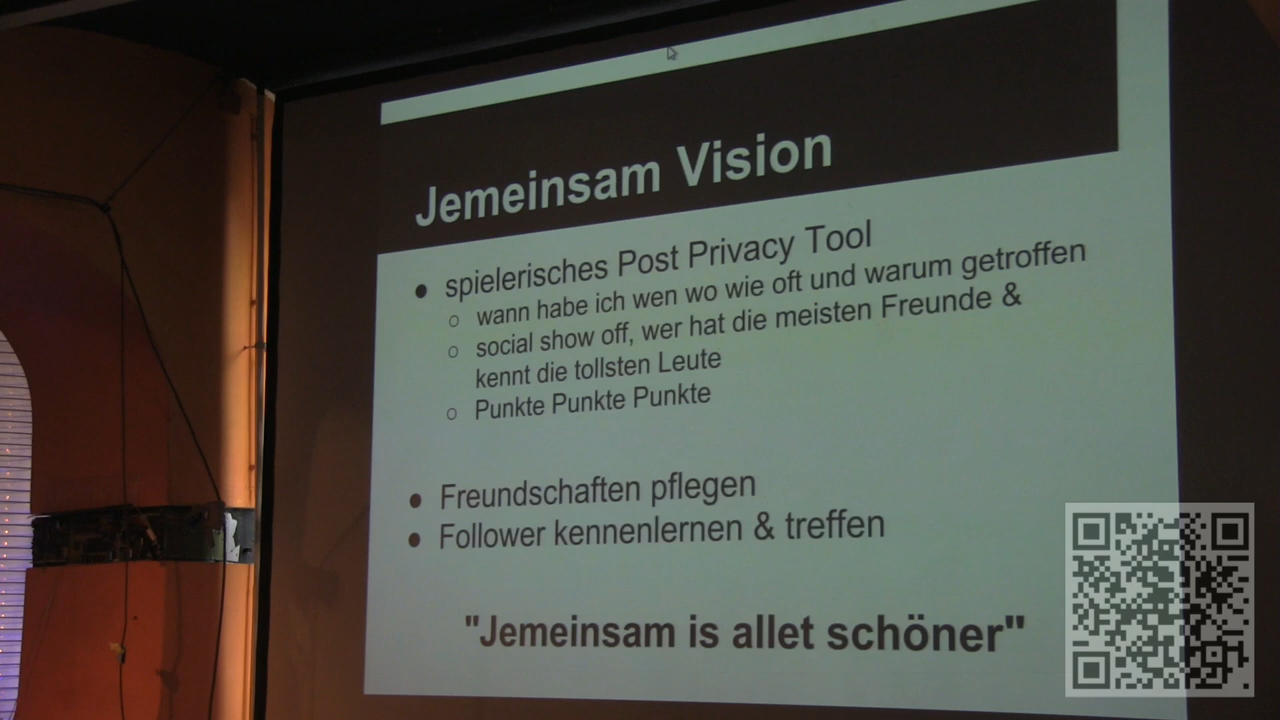 Jemeinsam Vision
● spielerisches Post Privacy Tool
○ wann habe ich wen wo wie oft und warum getroffen
○ social show off, wer hat die meisten Freunde &
kennt die tollsten Leute
○ Punkte Punkte Punkte
● Freundschaften pflegen
● Follower kennenlernen & treffen
"Jemeinsam is allet schöner"